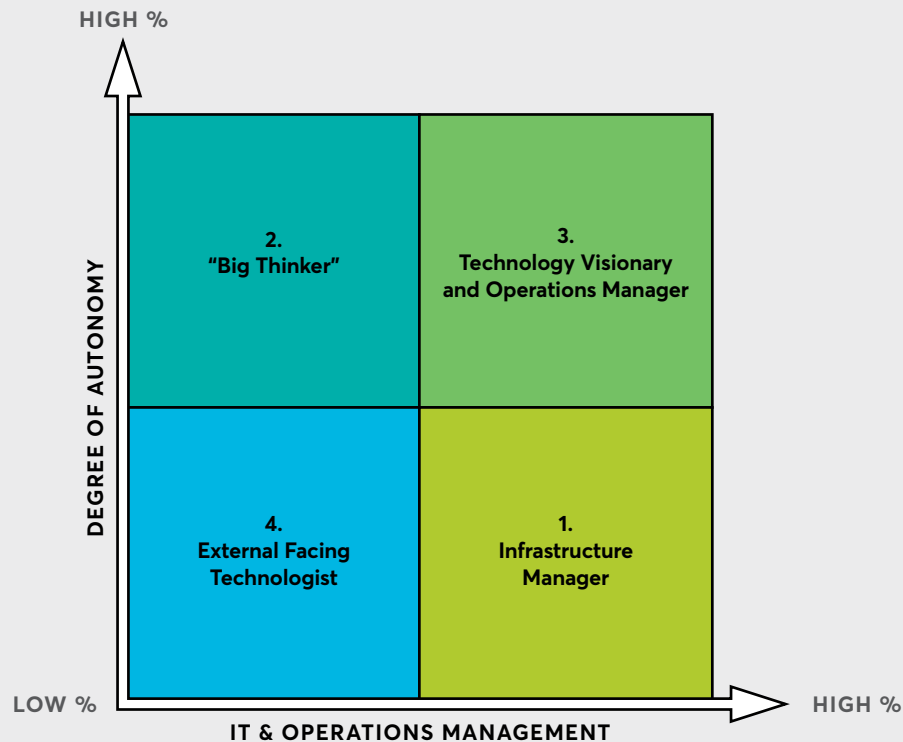 HIGH %
DEGREE OF AUTONOMY
2.
“Big Thinker”
3.
Technology Visionary
and Operations Manager
4.
External Facing
Technologist
1.
Infrastructure
Manager
LOW %
HIGH %
IT & OPERATIONS MANAGEMENT